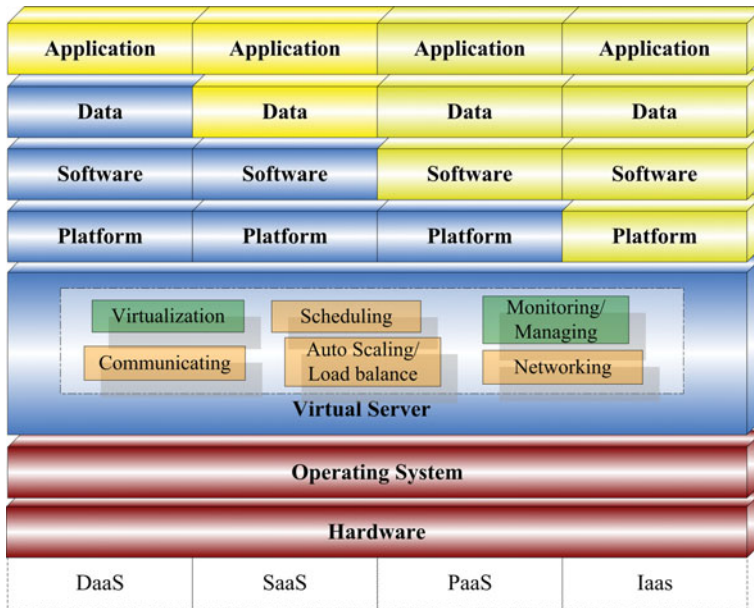 Application Application Application Application
Data Data Data Data
Software Software Software Software
Platform Platform Platform Platform
Virtualization Scheduling Monitoring/
Managing
Communicating Auto Scaling/ Networking
Load balance
Virtual Server
Operating System
Hardware
DaaS SaaS PaaS Iaas